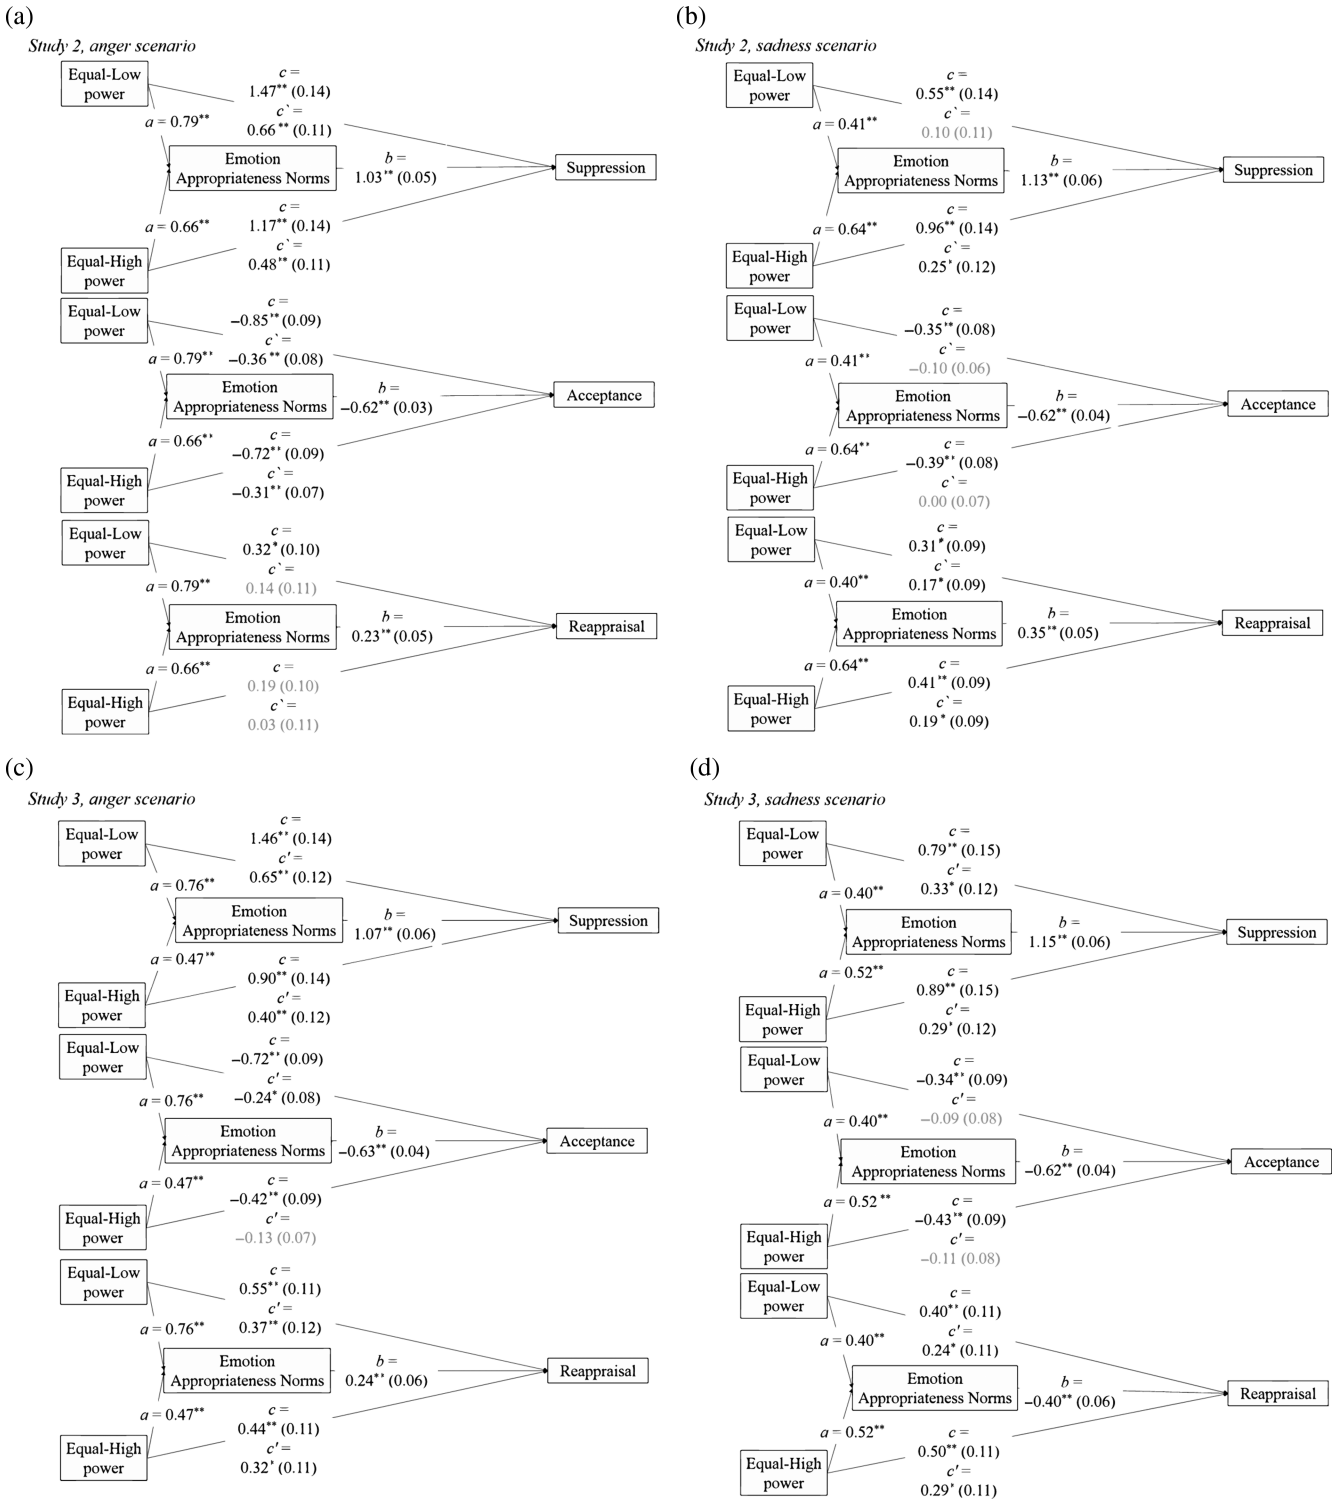 (a)
Study 2, anger scenario
Equal-Low
power
c =
1.47** (0.14)
c` =
0.66** (0.11)
a = 0.79**
Emotion
Appropriateness Norms
b =
1.03** (0.05)
Suppression
a = 0.66**
c =
1.17** (0.14)
c` =
0.48** (0.11)
Equal-High
power
Equal-Low
power
c =
−0.85** (0.09)
c` =
−0.36** (0.08)
a = 0.79**
Emotion
Appropriateness Norms
b =
−0.62** (0.03)
Acceptance
a = 0.66**
c =
−0.72** (0.09)
c` =
−0.31** (0.07)
Equal-High
power
Equal-Low
power
c =
0.32* (0.10)
c` =
0.14 (0.11)
a = 0.79**
Emotion
Appropriateness Norms
b =
0.23** (0.05)
Reappraisal
a = 0.66**
c =
0.19 (0.10)
c` =
0.03 (0.11)
Equal-High
power
(b)
Study 2, sadness scenario
Equal-Low
power
c =
0.55** (0.14)
c` =
0.10 (0.11)
a = 0.41**
Emotion
Appropriateness Norms
b =
1.13** (0.06)
Suppression
a = 0.64**
c =
0.96** (0.14)
c` =
0.25* (0.12)
Equal-High
power
Equal-Low
power
c =
−0.35** (0.08)
c` =
−0.10 (0.06)
a = 0.41**
Emotion
Appropriateness Norms
b =
−0.62** (0.04)
Acceptance
a = 0.64**
c =
−0.39** (0.08)
c` =
0.00 (0.07)
Equal-High
power
Equal-Low
power
c =
0.31* (0.09)
c` =
0.17* (0.09)
a = 0.40**
Emotion
Appropriateness Norms
b =
0.35** (0.05)
Reappraisal
a = 0.64**
c =
0.41** (0.09)
c` =
0.19* (0.09)
Equal-High
power
(c)
Study 3, anger scenario
Equal-Low
power
c =
1.46** (0.14)
c' =
0.65** (0.12)
a = 0.76**
Emotion
Appropriateness Norms
b =
1.07** (0.06)
Suppression
a = 0.47**
c =
0.90** (0.14)
c' =
0.40** (0.12)
Equal-High
power
Equal-Low
power
c =
−0.72** (0.09)
c' =
−0.24* (0.08)
a = 0.76**
Emotion
Appropriateness Norms
b =
−0.63** (0.04)
Acceptance
a = 0.47**
c =
−0.42** (0.09)
c' =
−0.13 (0.07)
Equal-High
power
Equal-Low
power
c =
0.55** (0.11)
c' =
0.37** (0.12)
a = 0.76**
Emotion
Appropriateness Norms
b =
0.24** (0.06)
Reappraisal
a = 0.47**
c =
0.44** (0.11)
c' =
0.32* (0.11)
Equal-High
power
(d)
Study 3, sadness scenario
Equal-Low
power
c =
0.79** (0.15)
c' =
0.33* (0.12)
a = 0.40**
Emotion
Appropriateness Norms
b =
1.15** (0.06)
Suppression
a = 0.52**
c =
0.89** (0.15)
c' =
0.29* (0.12)
Equal-High
power
Equal-Low
power
c =
−0.34** (0.09)
c' =
−0.09 (0.08)
a = 0.40**
Emotion
Appropriateness Norms
b =
−0.62** (0.04)
Acceptance
a = 0.52**
c =
−0.43** (0.09)
c' =
−0.11 (0.08)
Equal-High
power
Equal-Low
power
c =
0.40** (0.11)
c' =
0.24* (0.11)
a = 0.40**
Emotion
Appropriateness Norms
b =
−0.40** (0.06)
Reappraisal
a = 0.52**
c =
0.50** (0.11)
c' =
0.29* (0.11)
Equal-High
power